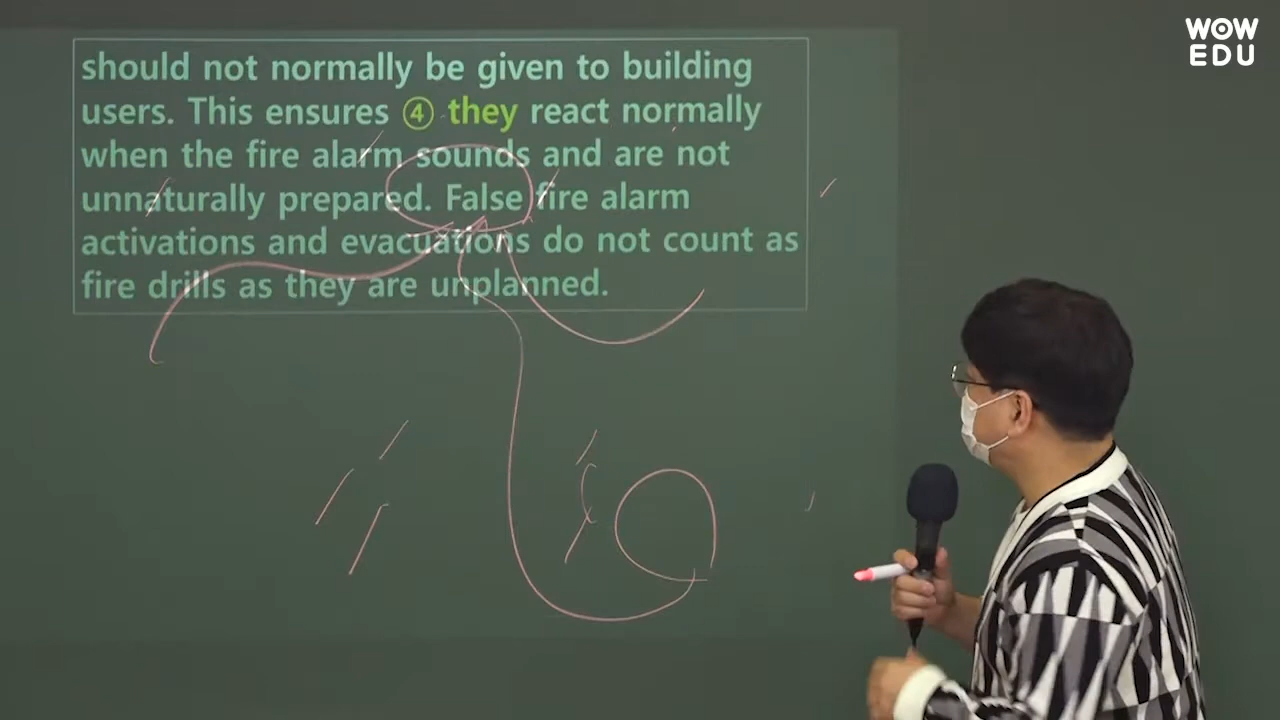 WOW
EDU
should not normally be given to building
users. This ensures ④ they react normally
when the fire alarm sounds and are not
unnaturally prepared. False fire alarm
activations and evacuations do not count as
fire drills as they are unplanned.